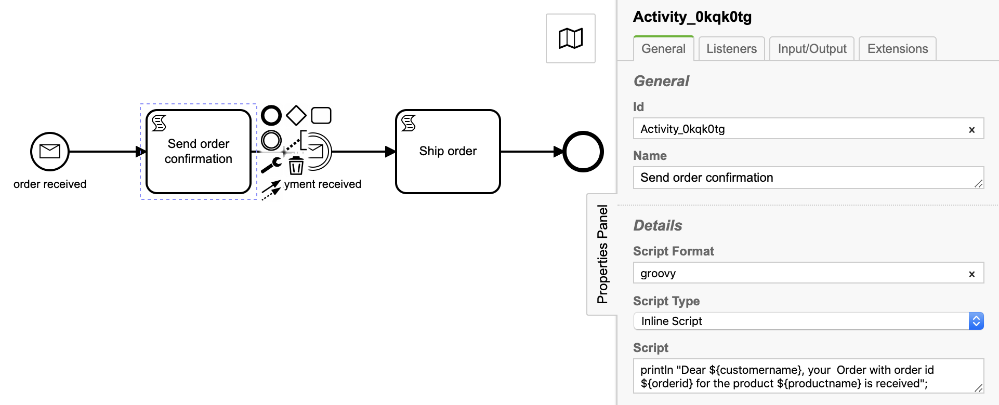 order received
Send order
confirmation
yment received
Ship order
Properties Panel
Activity_0kqk0tg
General
Listeners
Input/Output
Extensions
General
Id
Activity_0kqk0tg
Name
Send order confirmation
Details
Script Format
groovy
Script Type
Inline Script
Script
println "Dear ${customername}, your  Order with order id
${orderid} for the product ${productname} is received";